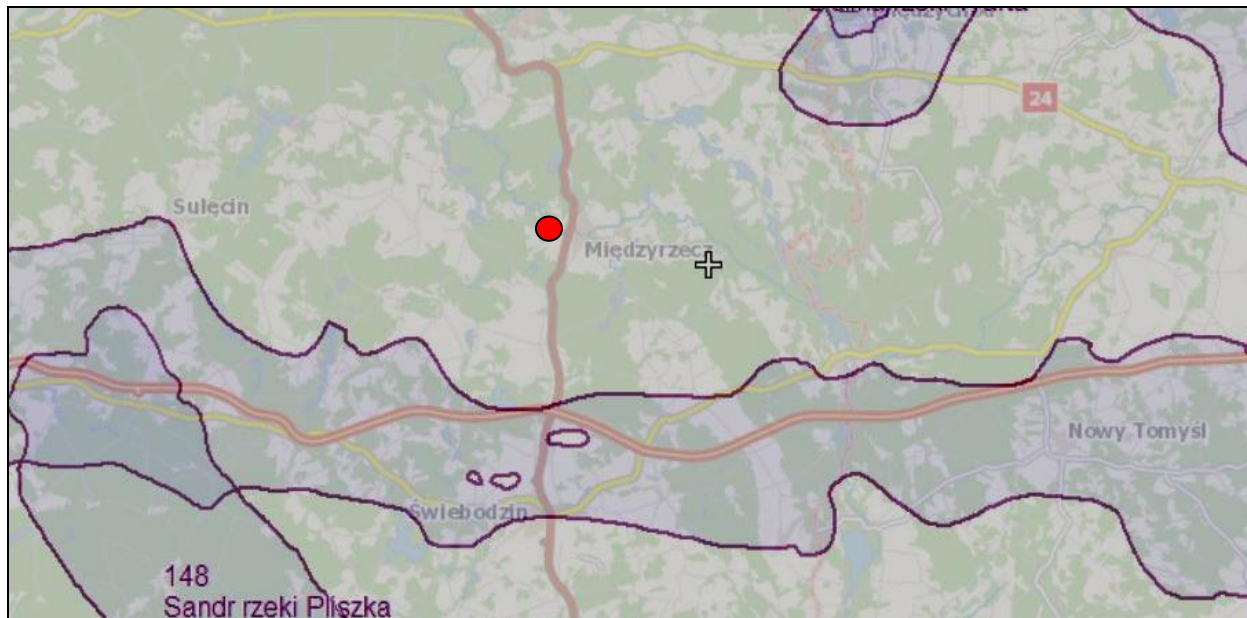 24
Sulęcin
Międzyrzecz
Nowy Tomyśl
Świebodzin
148
Sandr rzeki Pliszka